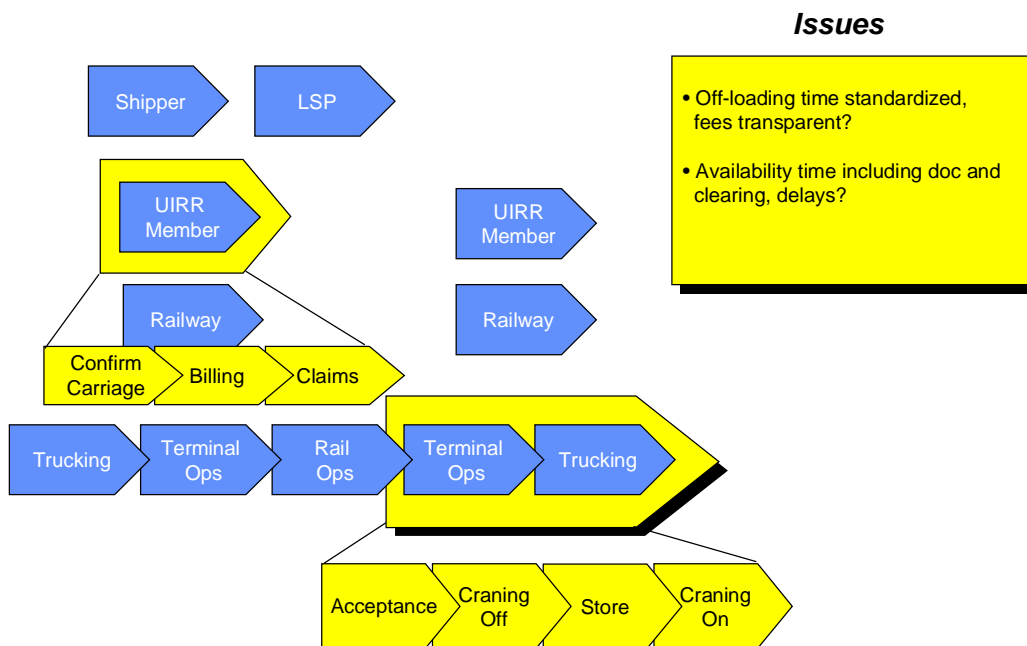 Issues
Shipper
LSP
• Off-loading time standardized,
fees transparent?
• Availability time including doc and
clearing, delays?
UIRR
Member
UIRR
Member
Railway
Railway
Confirm
Carriage
Billing
Claims
Trucking
Terminal
Ops
Rail
Ops
Terminal
Ops
Trucking
Acceptance
Craning
Off
Store
Craning
On